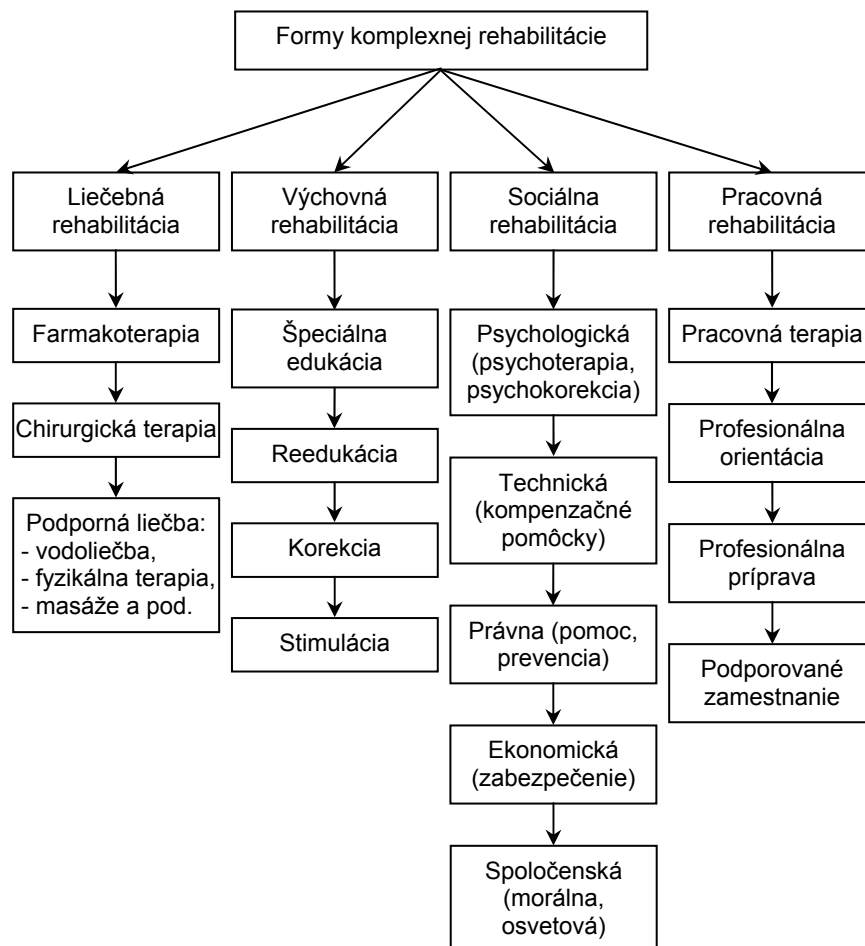 Formy komplexnej rehabilitácie
Liečebná
rehabilitácia
Výchovná
rehabilitácia
Sociálna
rehabilitácia
Pracovná
rehabilitácia
Farmakoterapia
Chirurgická terapia
Podporná liečba:
- vodoliečba,
- fyzikálna terapia,
- masáže a pod.
Špeciálna
edukácia
Reedukácia
Korekcia
Stimulácia
Psychologická
(psychoterapia,
psychokorekcia)
Technická
(kompenzačné
pomôcky)
Právna (pomoc,
prevencia)
Ekonomická
(zabezpečenie)
Spoločenská
(morálna,
osvetová)
Pracovná terapia
Profesionálna
orientácia
Profesionálna
príprava
Podporované
zamestnanie